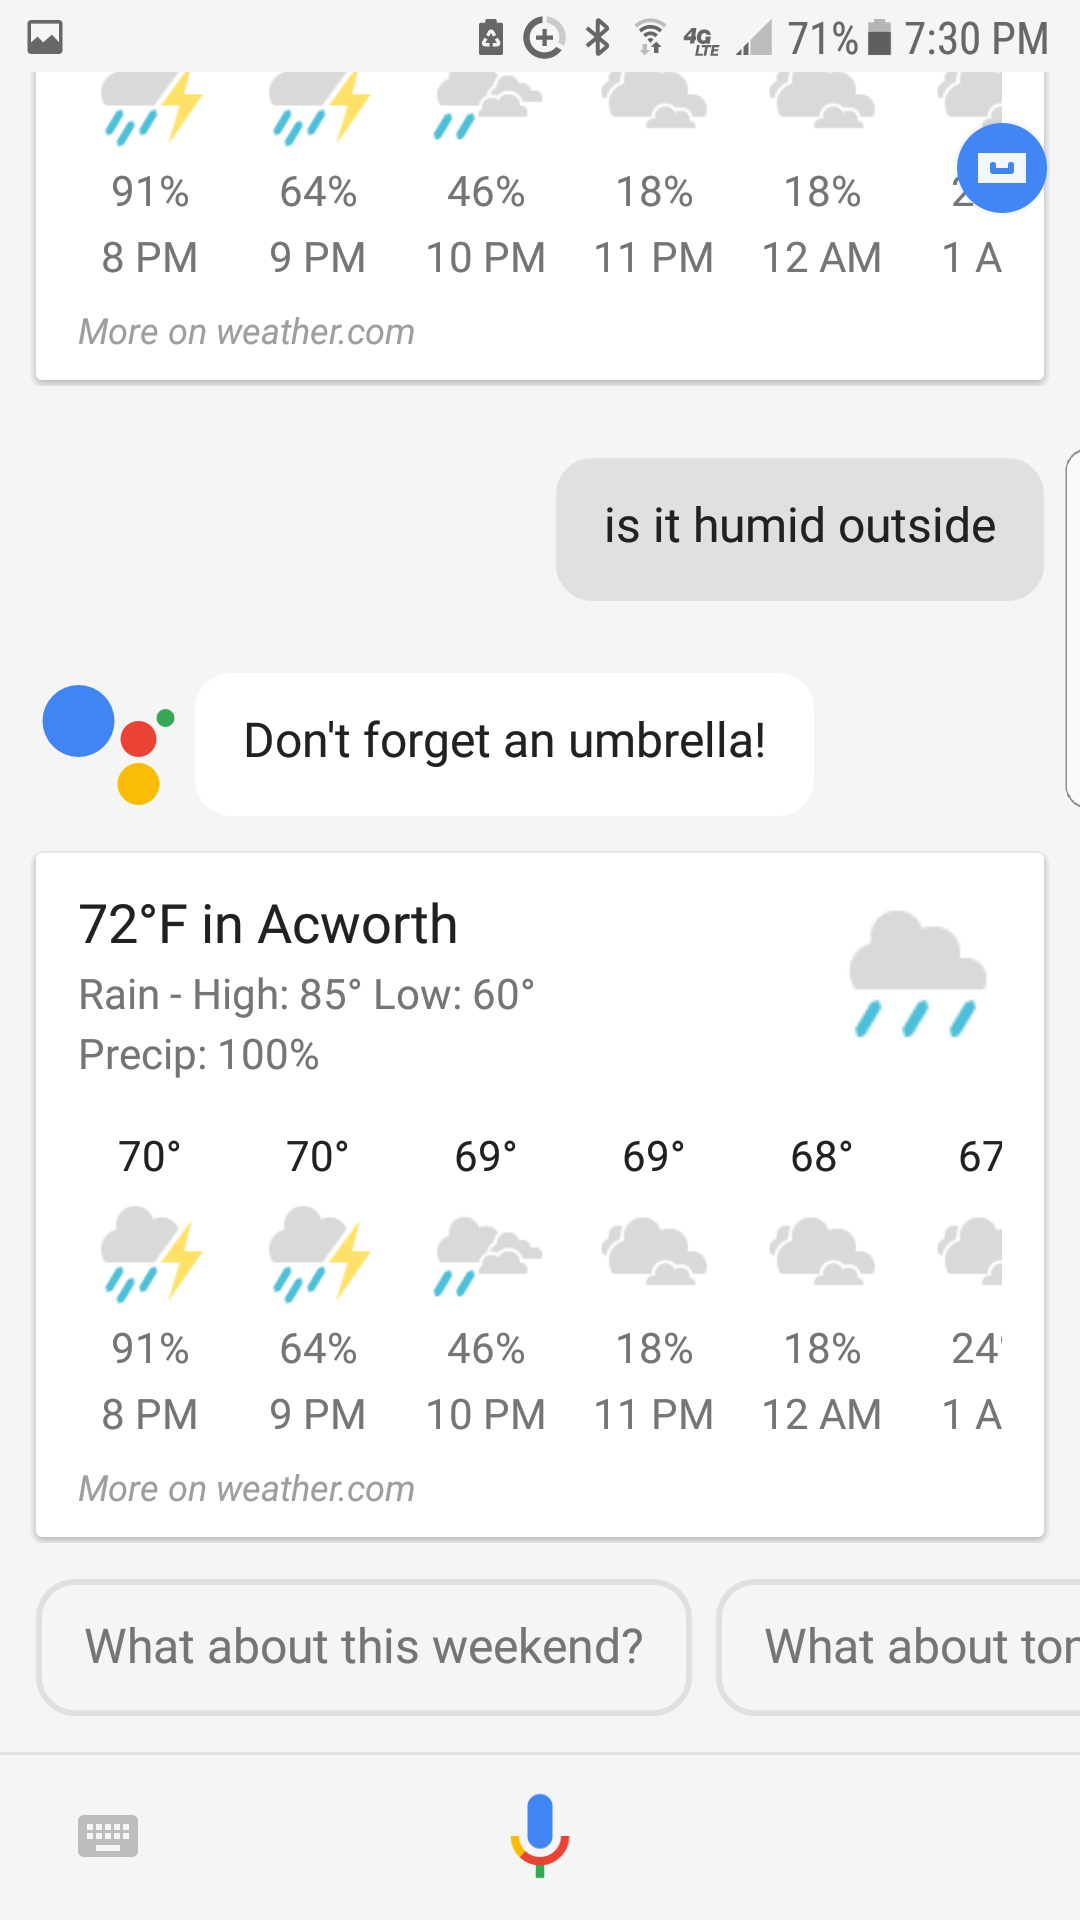 4G LTE 71% 7:30 PM
91% 64% 46% 18% 18%
8 PM 9 PM 10 PM 11 PM 12 AM 1 A
More on weather.com
is it humid outside
Don't forget an umbrella!
72°F in Acworth
Rain - High: 85° Low: 60°
Precip: 100%
70° 70° 69° 69° 68° 67
91% 64% 46% 18% 18% 24
8 PM 9 PM 10 PM 11 PM 12 AM 1 A
More on weather.com
What about this weekend? What about